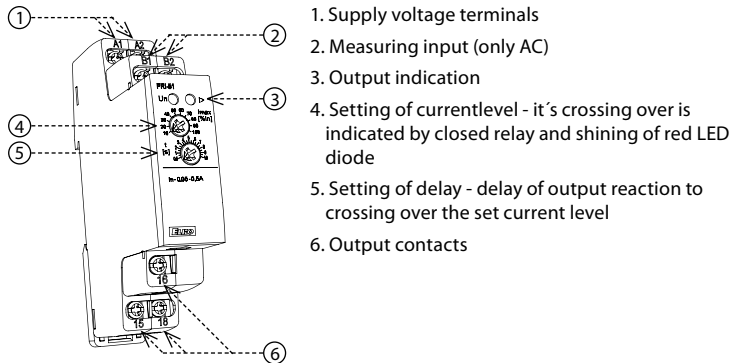 1
2
3
4
5
6
A1 A2
B1 B2
PRI-51
Un
Imax
[%In]
t
[s]
In - 0,05 - 0,5A
16
15 18
1. Supply voltage terminals
2. Measuring input (only AC)
3. Output indication
4. Setting of currentlevel - it´s crossing over is
indicated by closed relay and shining of red LED
diode
5. Setting of delay - delay of output reaction to
crossing over the set current level
6. Output contacts